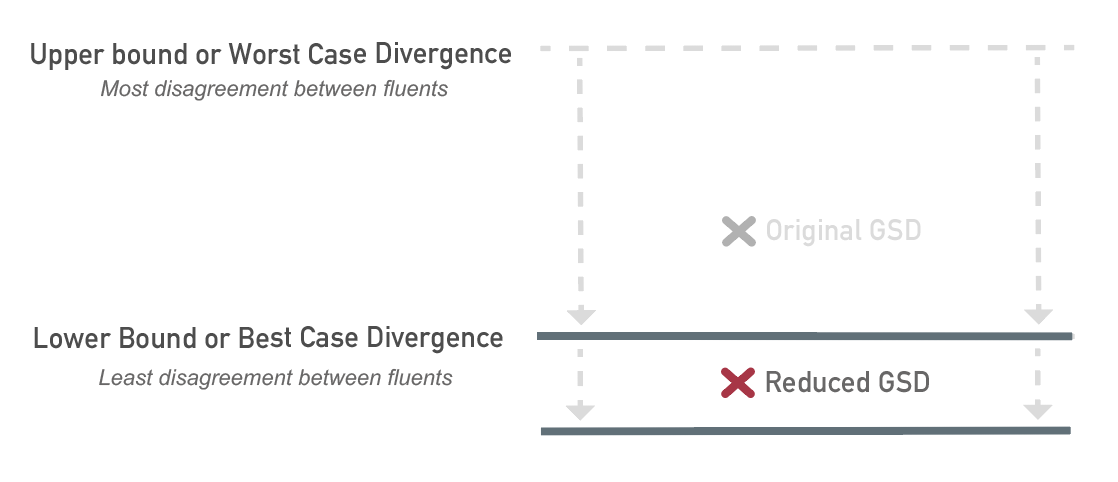 Upper bound or Worst Case Divergence
Most disagreement between fluents
Original GSD
Lower Bound or Best Case Divergence
Least disagreement between fluents
Reduced GSD